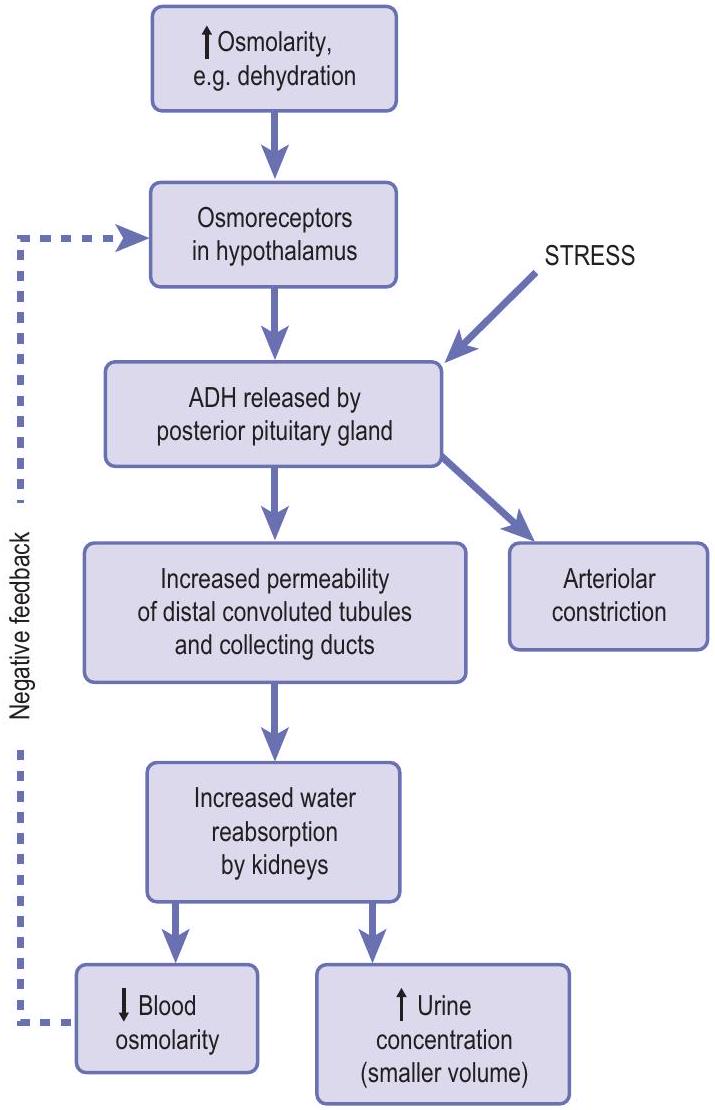 ↑ Osmolarity,
e.g. dehydration
Osmoreceptors
in hypothalamus
STRESS
ADH released by
posterior pituitary gland
Increased permeability
of distal convoluted tubules
and collecting ducts
Arteriolar
constriction
Negative feedback
Increased water
reabsorption
by kidneys
↓ Blood
osmolarity
↑ Urine
concentration
(smaller volume)